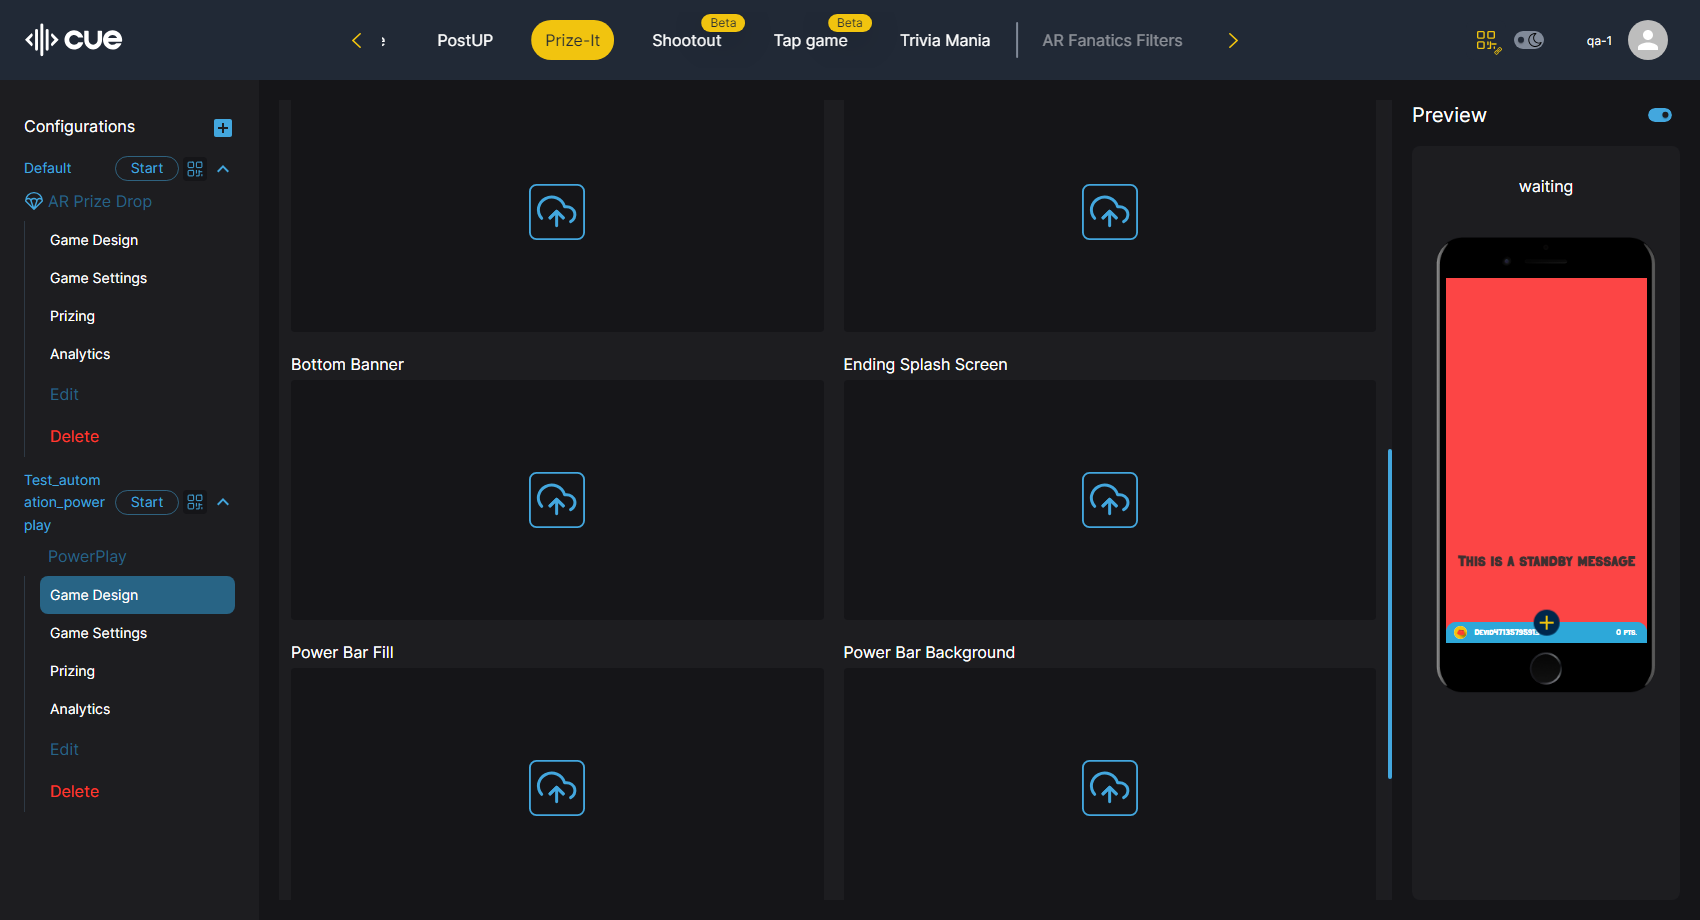 cue
e
PostUP
Prize-It
Shootout
Beta
Tap game
Beta
Trivia Mania
AR Fanatics Filters
qa-1
Configurations
Default
Start
AR Prize Drop
Game Design
Game Settings
Prizing
Analytics
Edit
Delete
Test_autom
ation_power
play
Start
PowerPlay
Game Design
Game Settings
Prizing
Analytics
Edit
Delete
Bottom Banner
Ending Splash Screen
Power Bar Fill
Power Bar Background
Preview
waiting
This is a standby message
0 pts.